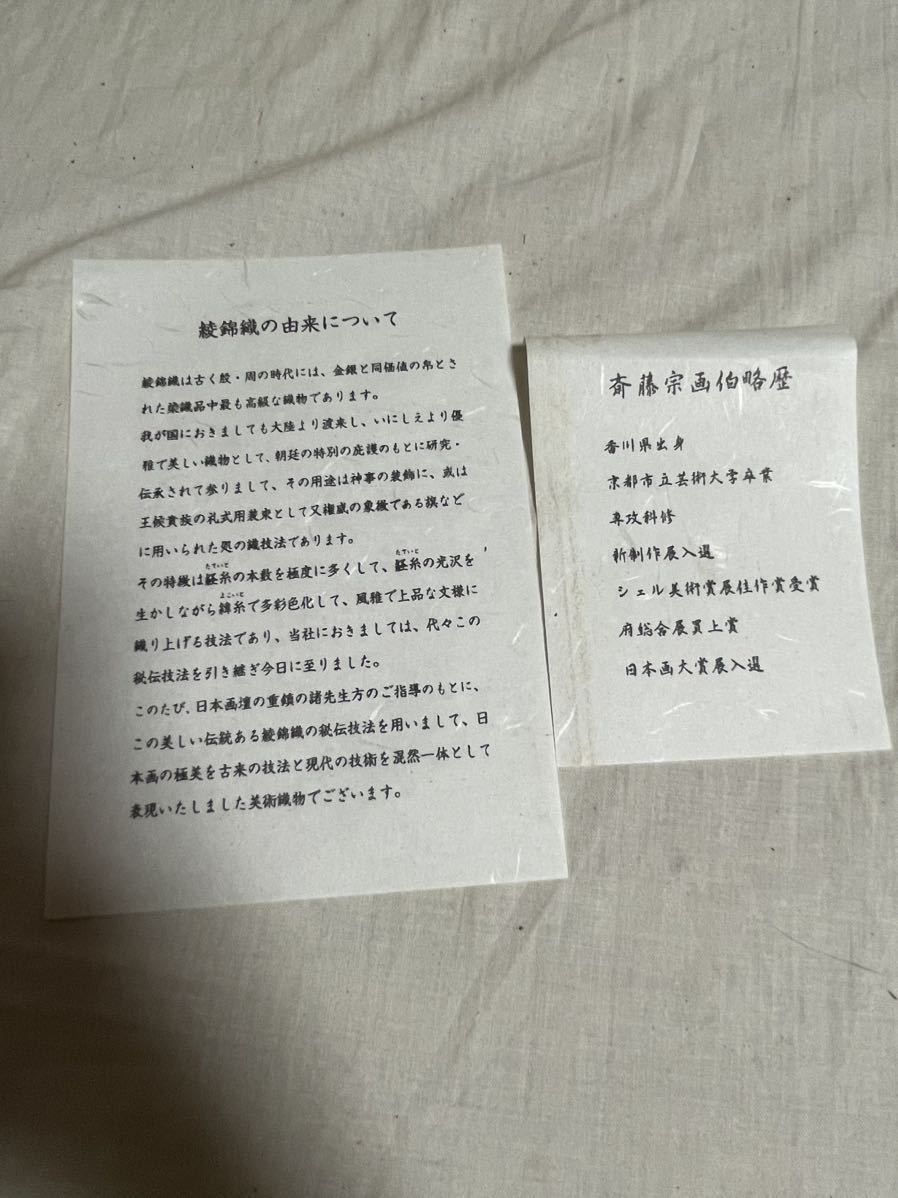 綾錦織の由来について
綾錦織は古く殷・周の時代には、金銀と同価値の帛とさ
れた染織品中最も高級な織物であります。
我が国におきましても大陸より渡来し、いにしえより優
雅で美しい織物として、朝廷の特別の庇護のもとに研究・
伝承されて参りまして、その用途は神事の装飾に、或は
王候貴族の礼式用装束として又権威の象徴である旗など
に用いられた処の織技法であります。
その特徴は経糸の本数を極度に多くして、経糸の光沢を
生かしながら緯糸で多彩色化して、風雅で上品な文様に
織り上げる技法であり、当社におきましては、代々この
秘伝技法を引き継ぎ今日に至りました。
このたび、日本画壇の重鎮の諸先生方のご指導のもとに、
この美しい伝統ある綾錦織の秘伝技法を用いまして、日
本画の極美を古来の技法と現代の技術を混然一体として
表現いたしました美術織物でございます。
斎藤宗画伯略歴
香川県出身
京都市立芸術大学卒業
専攻科修
新制作展入選
シェル美術賞展佳作賞受賞
府総合展買上賞
日本画大賞展入選